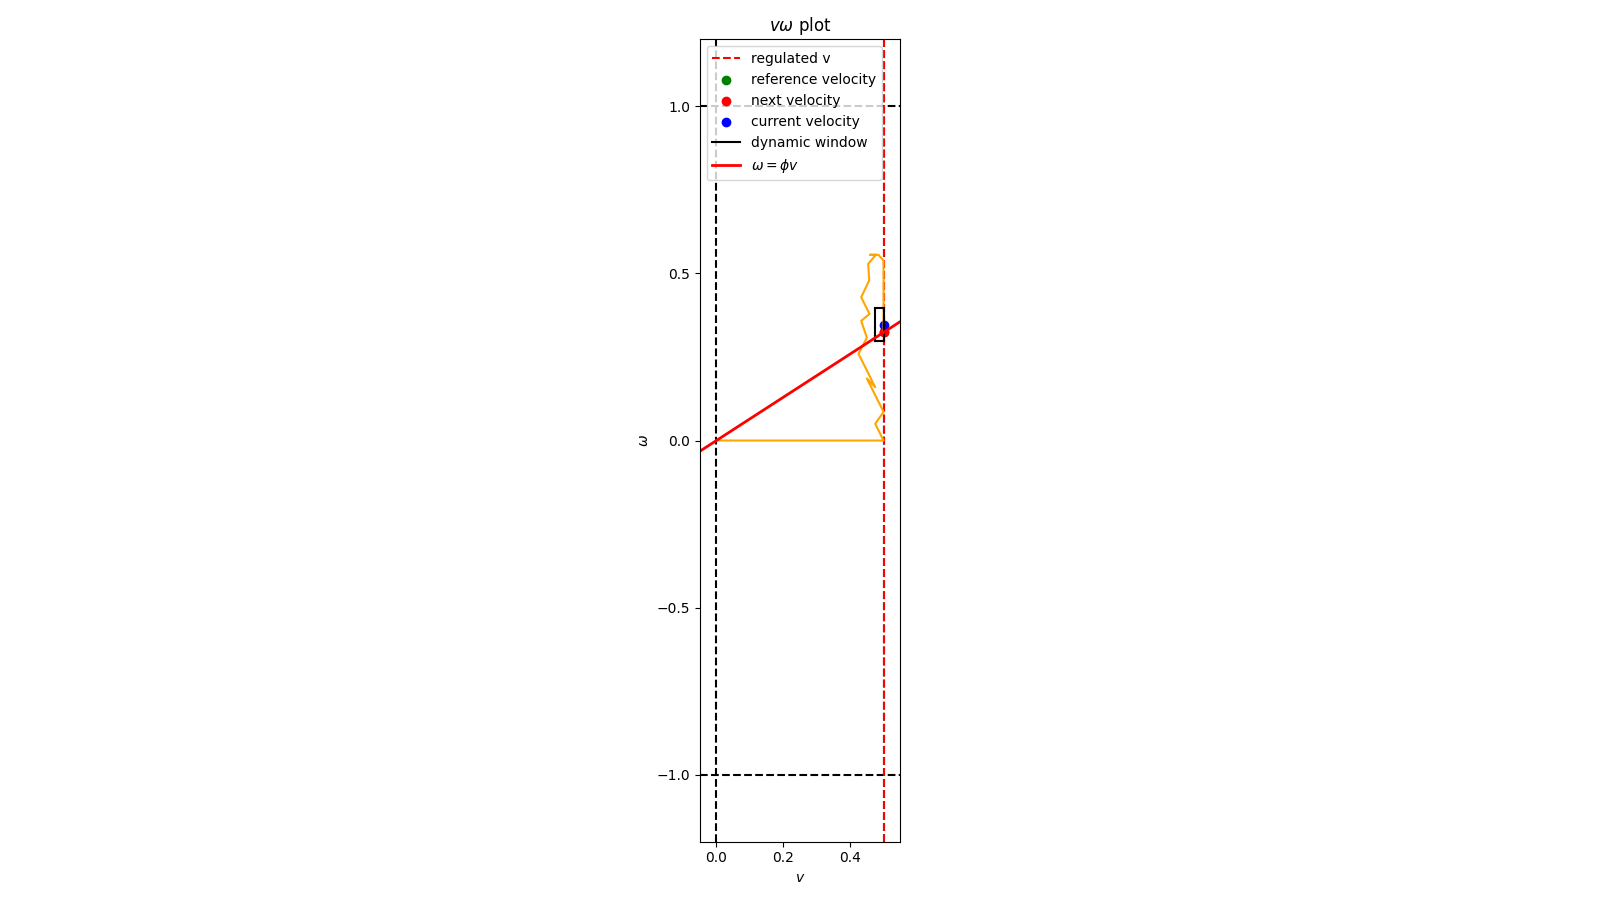 vω plot
regulated v
reference velocity
next velocity
current velocity
dynamic window
ω = ϕv
1.0
0.5
0.0
−0.5
−1.0
ω
0.0 0.2 0.4
v